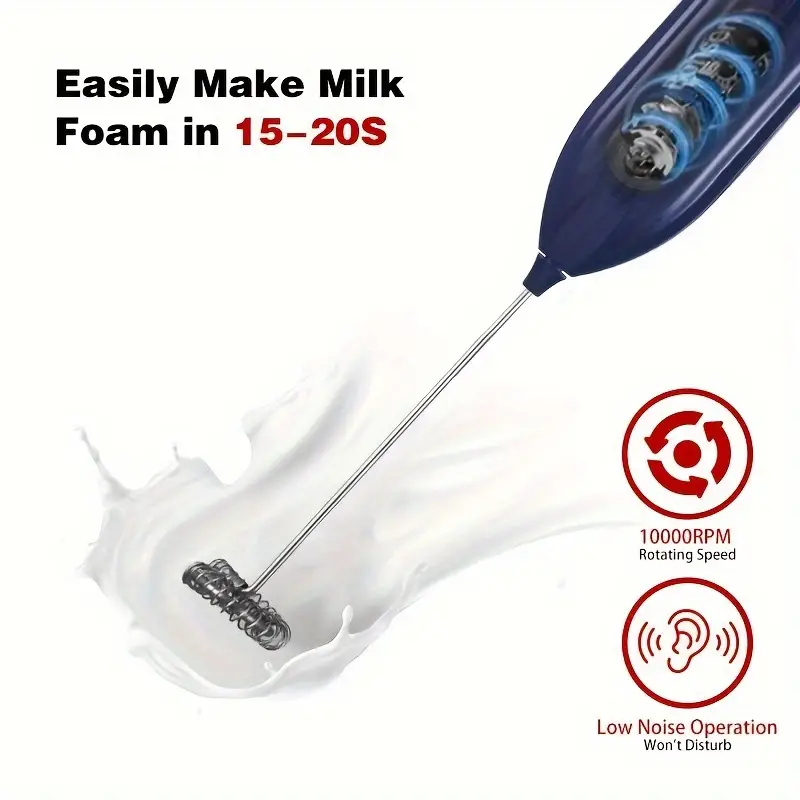 Easily Make Milk
Foam in 15-20S
10000RPM
Rotating Speed
Low Noise Operation
Won't Disturb